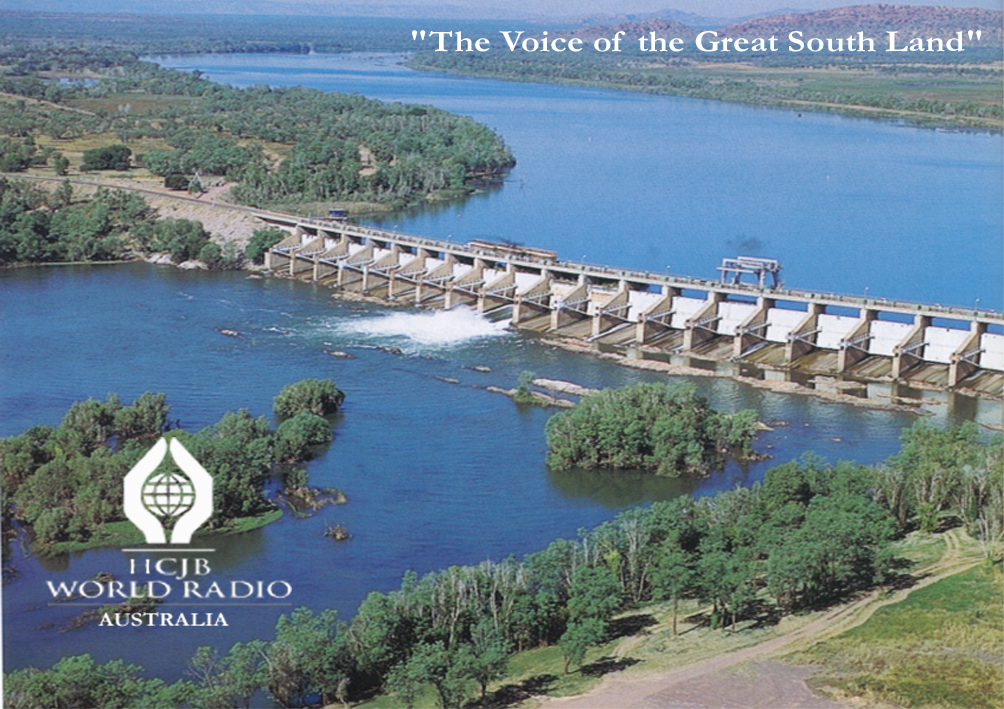 "The Voice of the Great South Land"
HCJB
WORLD RADIO
AUSTRALIA